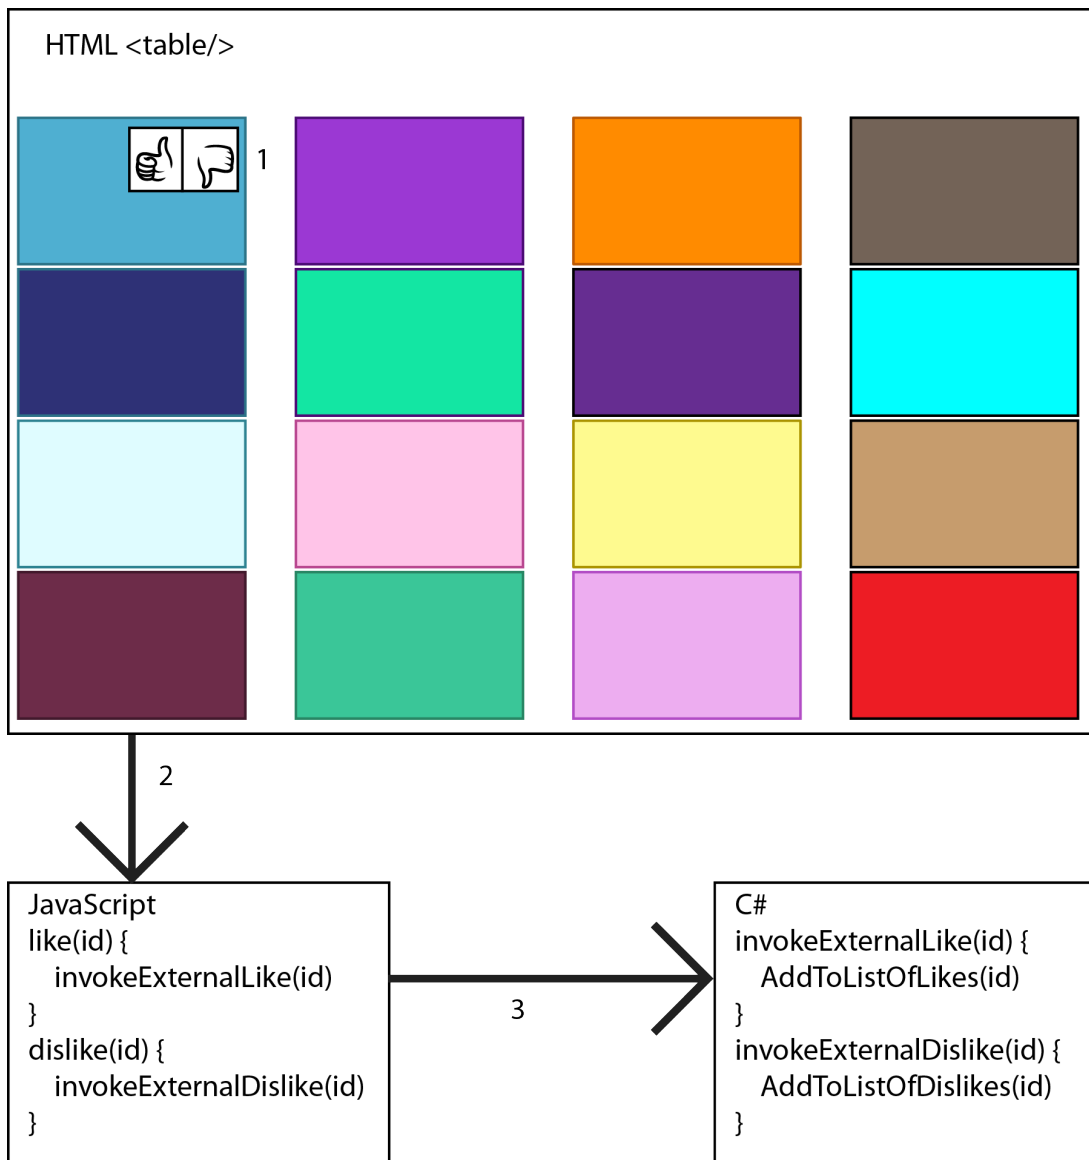 HTML <table/>
1
2
JavaScript
like(id) {
invokeExternalLike(id)
}
dislike(id) {
invokeExternalDislike(id)
}
3
C#
invokeExternalLike(id) {
AddToListOfLikes(id)
}
invokeExternalDislike(id) {
AddToListOfDislikes(id)
}